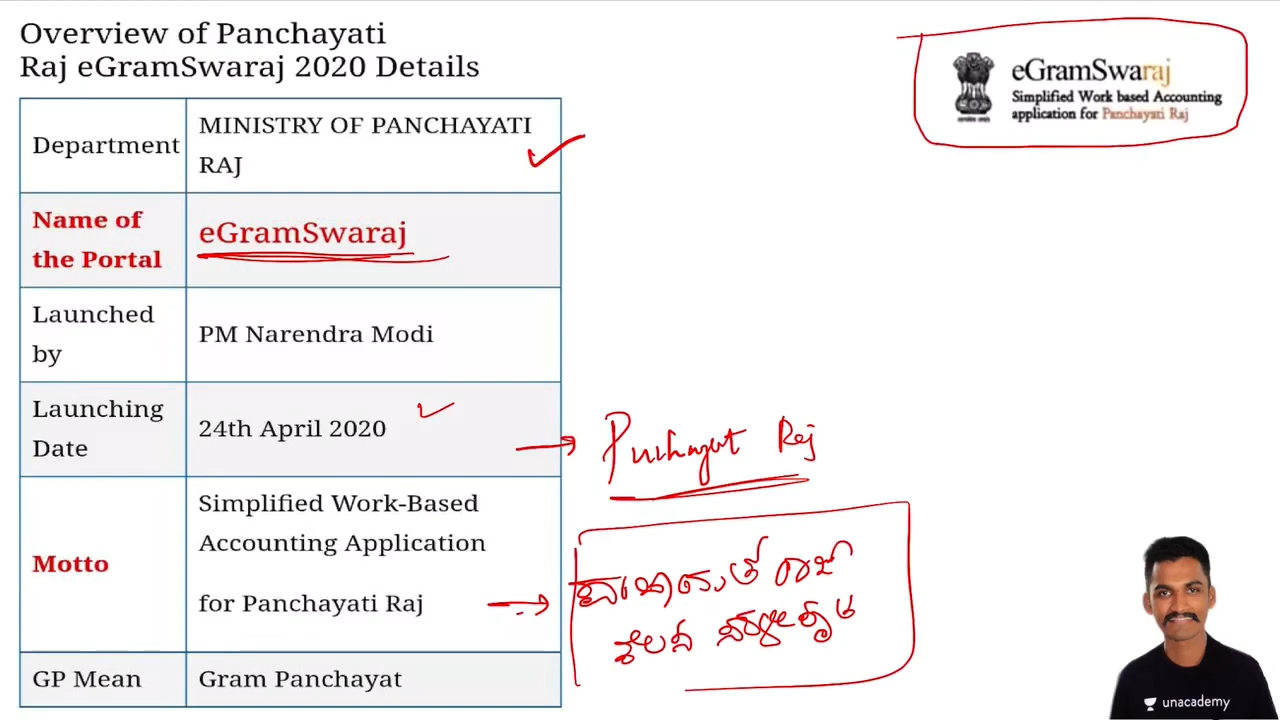 Overview of Panchayati
Raj eGramSwaraj 2020 Details
eGramSwaraj
Simplified Work based Accounting
application for Panchayati Raj
Department
MINISTRY OF PANCHAYATI
RAJ
Name of
the Portal
eGramSwaraj
Launched
by
PM Narendra Modi
Launching
Date
24th April 2020
Panchayat Raj
Motto
Simplified Work-Based
Accounting Application
for Panchayati Raj
ರಾಜ್
ಕೆಲಸ
GP Mean
Gram Panchayat
unacademy